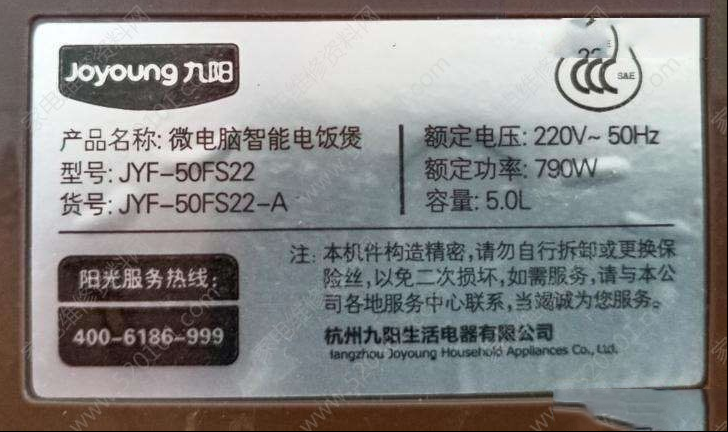 Joyoung 九阳
S&E
产品名称: 微电脑智能电饭煲
型号: JYF-50FS22
货号: JYF-50FS22-A
额定电压: 220V~ 50Hz
额定功率: 790W
容量: 5.0L
阳光服务热线:
400-6186-999
注: 本机件构造精密,请勿自行拆卸或更换保
险丝,以免二次损坏,如需服务,请与本公
司各地服务中心联系,当竭诚为您服务。
杭州九阳生活电器有限公司
Hangzhou Joyoung Household Appliances Co., Ltd.